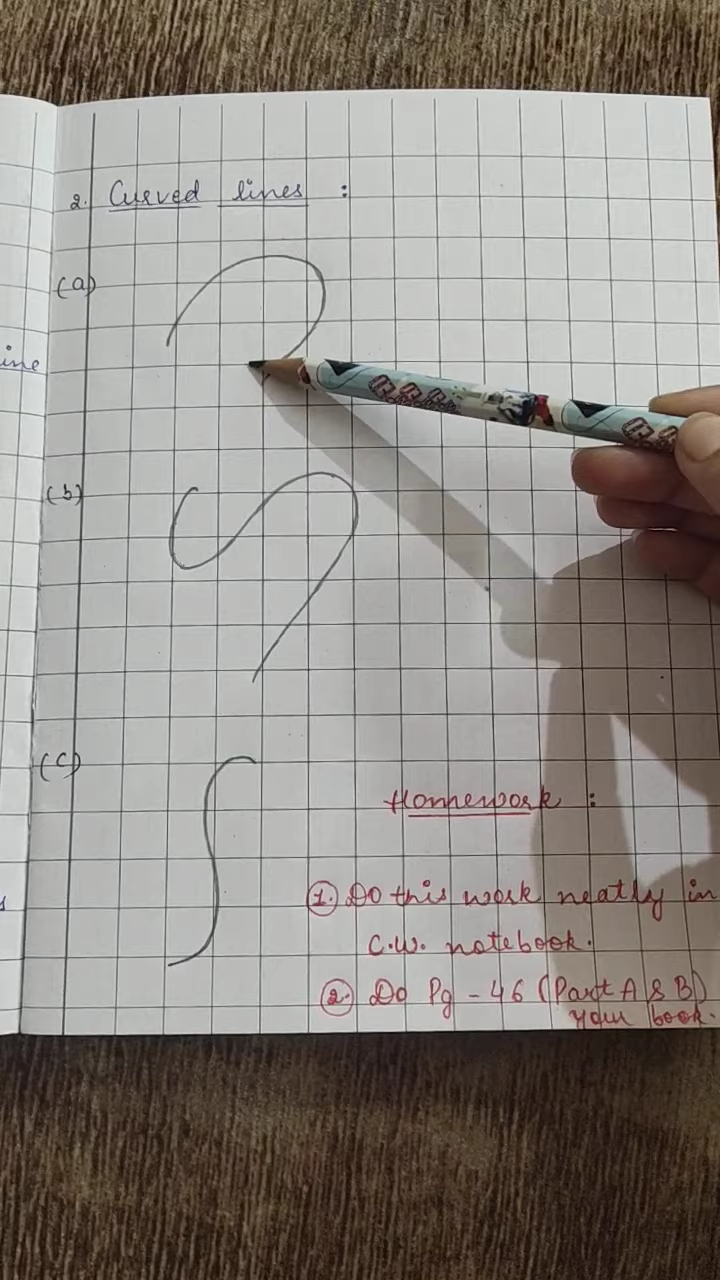 2. Curved lines :
(a)
ine
(b)
(c)
Homework :
1. Do this work neatly in
C.W. notebook.
2. Do Pg - 46 (Part A & B)
your book.